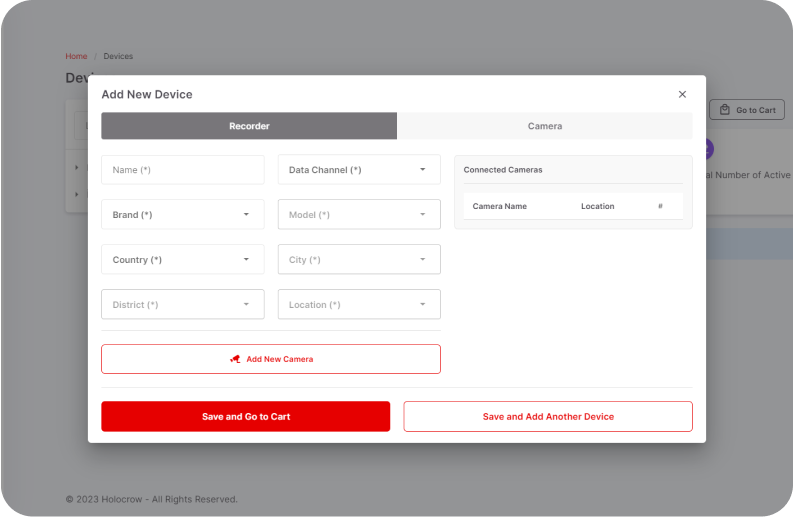 Home / Devices
Dev
Add New Device
Go to Cart
Recorder
Camera
Name (*)
Data Channel (*)
Connected Cameras
al Number of Active
Camera Name
Location
#
Brand (*)
Model (*)
Country (*)
City (*)
District (*)
Location (*)
Add New Camera
Save and Go to Cart
Save and Add Another Device
© 2023 Holocrow - All Rights Reserved.